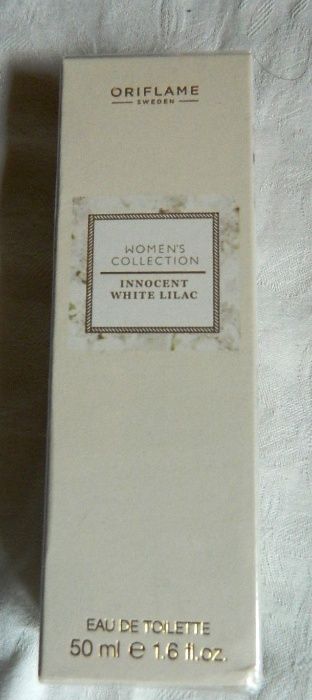 ORIFLAME
SWEDEN
WOMEN'S
COLLECTION
INNOCENT
WHITE LILAC
EAU DE TOILETTE
50 ml e 1.6 fl.oz.